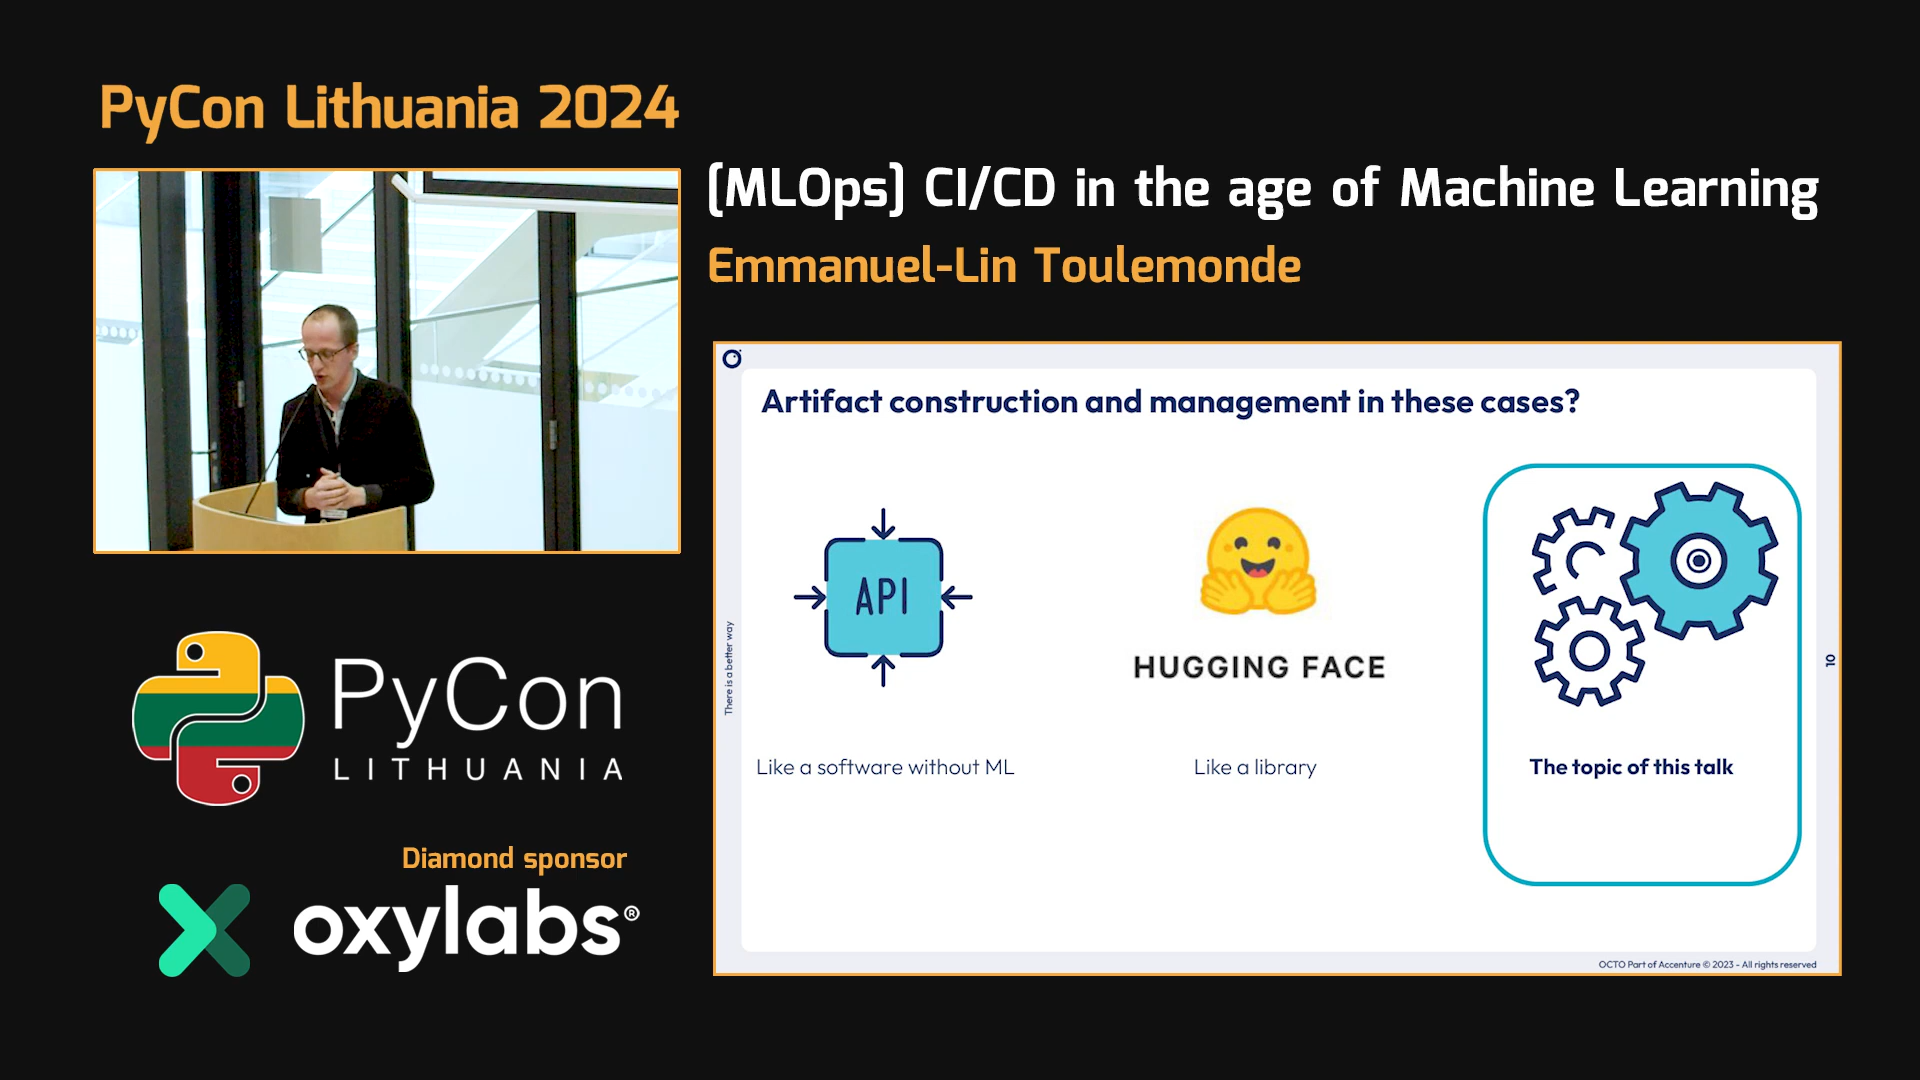 PyCon Lithuania 2024
[MLOps] CI/CD in the age of Machine Learning
Emmanuel-Lin Toulemonde
Artifact construction and management in these cases?
API
HUGGING FACE
Like a software without ML
Like a library
The topic of this talk
There is a better way
10
OCTO Part of Accenture © 2023 - All rights reserved
PyCon
LITHUANIA
Diamond sponsor
oxylabs®